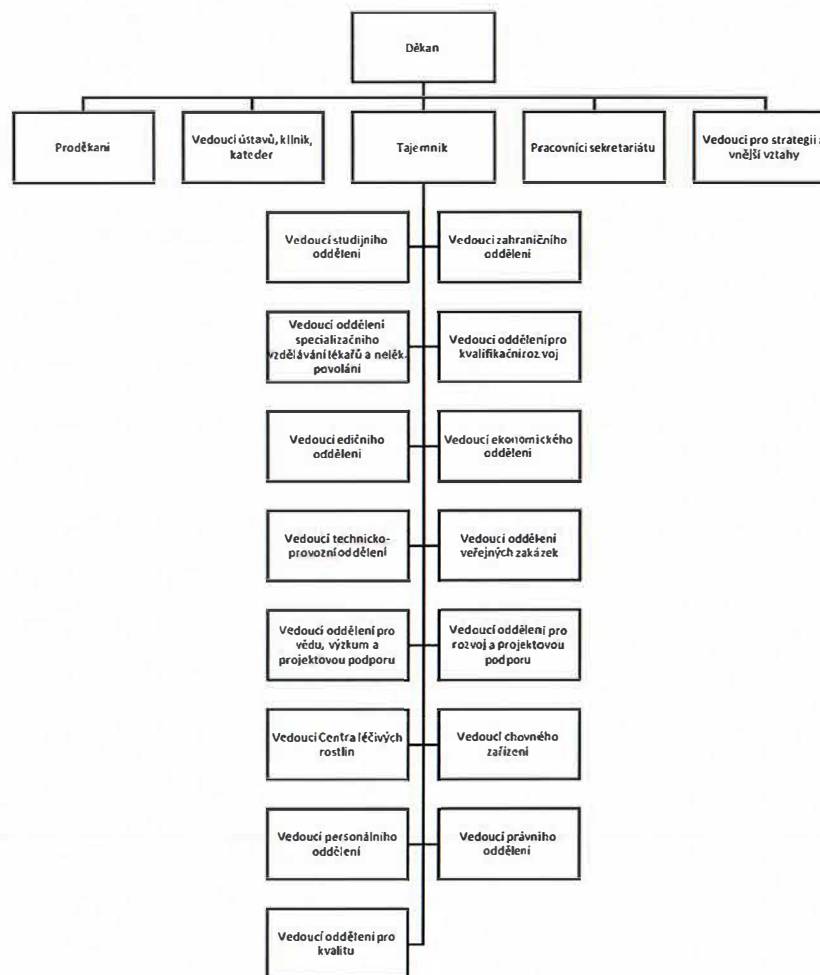 Děkan
Proděkani
Vedoucí ústavů, klinik,
kateder
Tajemník
Pracovníci sekretariátu
Vedoucí pro strategii a
vnější vztahy
Vedoucí studijního
oddělení
Vedoucí zahraničního
oddělení
Vedoucí oddělení
specializačního
vzdělávání lékařů a nelék.
povolání
Vedoucí oddělení pro
kvalifikační rozvoj
Vedoucí edičního
oddělení
Vedoucí ekonomického
oddělení
Vedoucí technicko-
provozní oddělení
Vedoucí oddělení
veřejných zakázek
Vedoucí oddělení pro
vědu, výzkum a
projektovou podporu
Vedoucí oddělení pro
rozvoj a projektovou
podporu
Vedoucí Centra léčivých
rostlin
Vedoucí chovného
zařízení
Vedoucí personálního
oddělení
Vedoucí právního
oddělení
Vedoucí oddělení pro
kvalitu